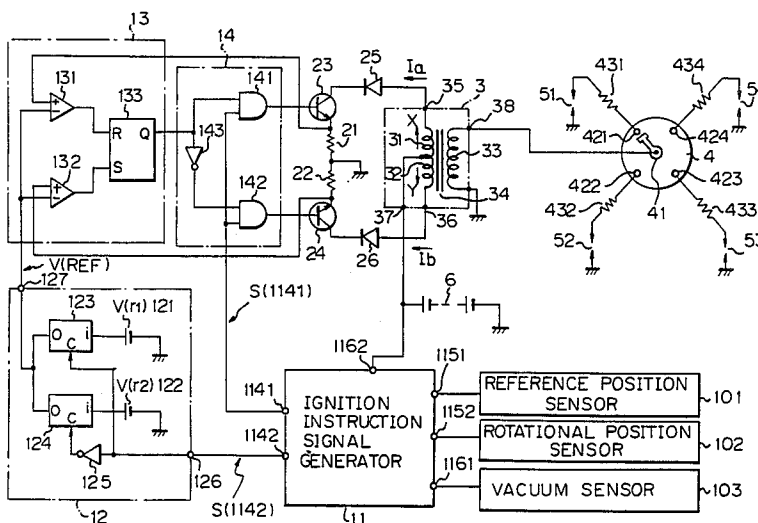 13
14
131
133
R
Q
S
132
143
141
142
23
25
Ia
21
22
24
26
Ib
35
3
38
X
31
32
Y
33
34
37
36
431
434
51
421
424
4
422
423
41
432
433
52
53
V(REF)
127
123
O
i
C
V(r1) 121
V(r2) 122
124
O
i
C
125
126
12
S(1141)
S(1142)
6
1162
1141
1142
1151
1152
1161
IGNITION
INSTRUCTION
SIGNAL
GENERATOR
11
REFERENCE POSITION
SENSOR
101
ROTATIONAL POSITION
SENSOR
102
VACUUM SENSOR
103